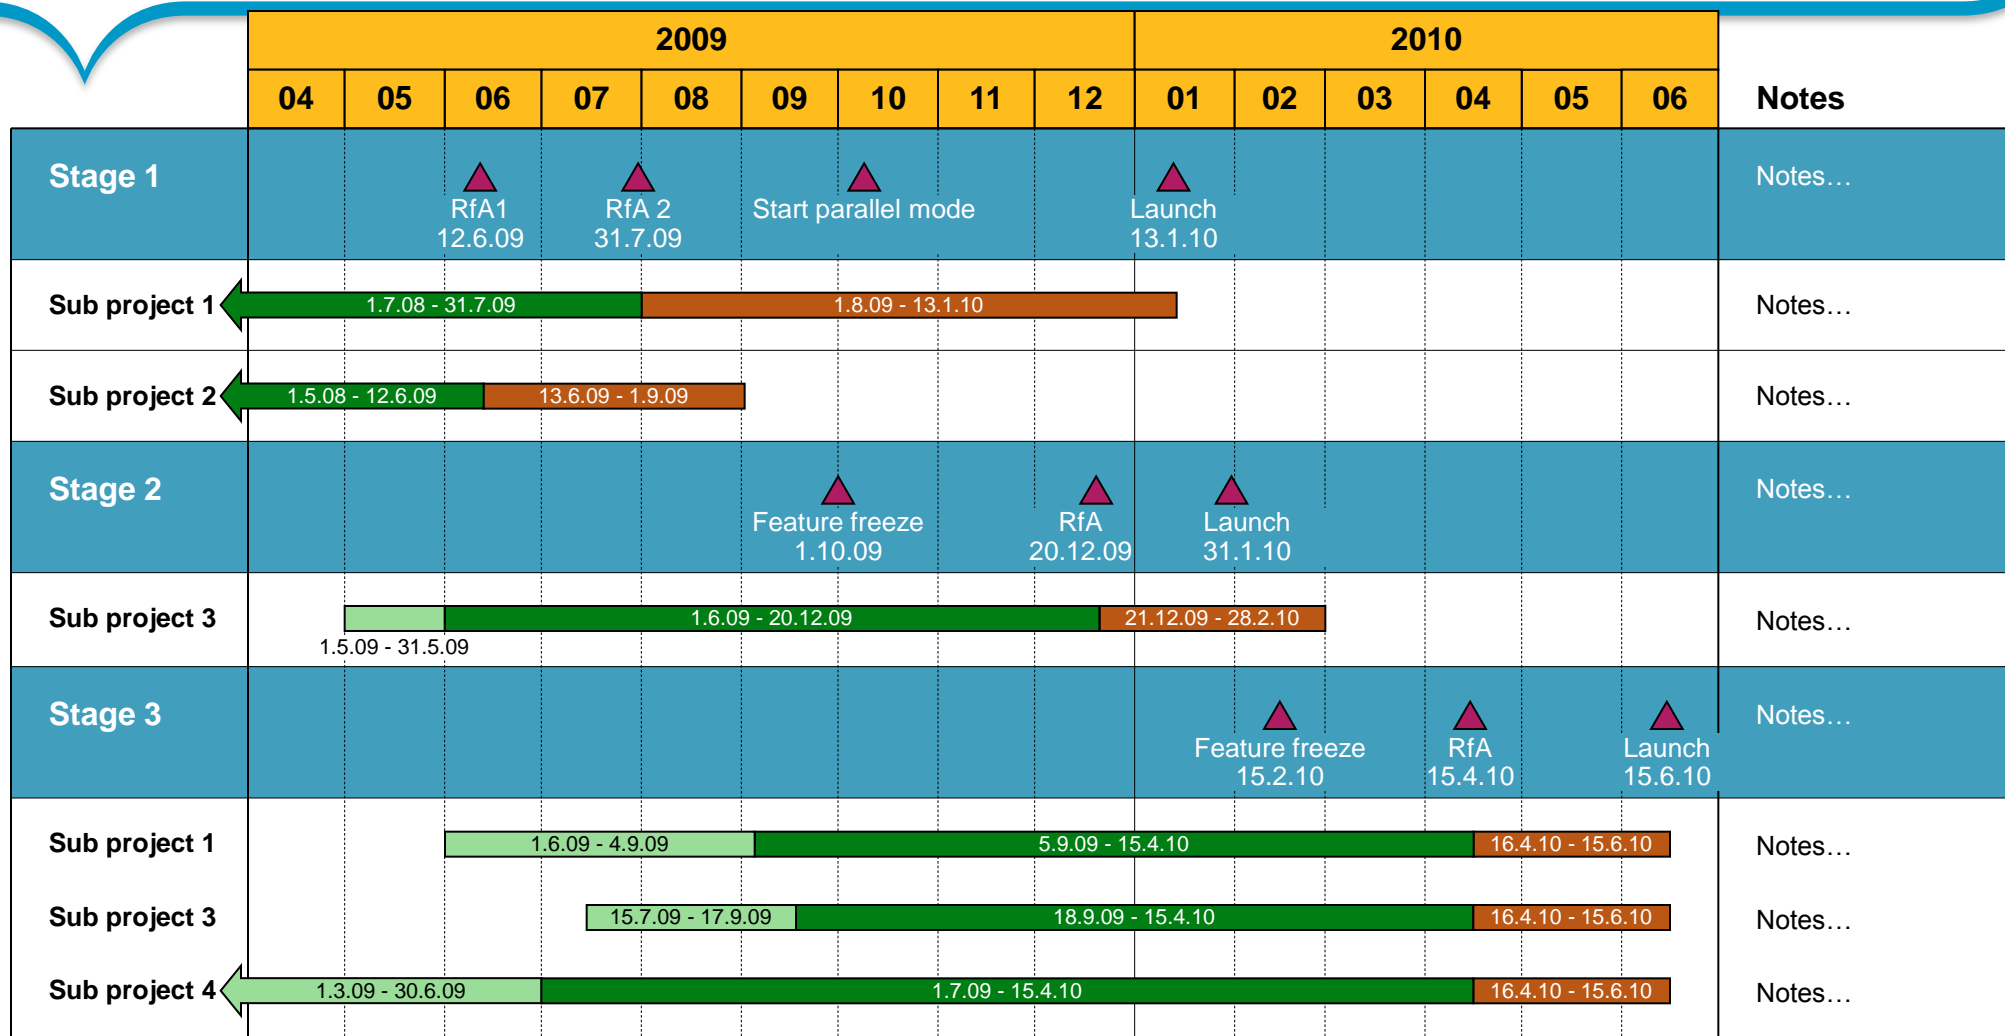 2009 2010
04 05 06 07 08 09 10 11 12 01 02 03 04 05 06 Notes
Stage 1 Notes…
RfA1 RfA 2 Start parallel mode Launch
12.6.09 31.7.09 13.1.10
Sub project 1 1.7.08 - 31.7.09 1.8.09 - 13.1.10 Notes…
Sub project 2 1.5.08 - 12.6.09 13.6.09 - 1.9.09 Notes…
Stage 2 Notes…
Feature freeze RfA Launch
1.10.09 20.12.09 31.1.10
Sub project 3 1.6.09 - 20.12.09 21.12.09 - 28.2.10 Notes…
1.5.09 - 31.5.09
Stage 3 Notes…
Feature freeze RfA Launch
15.2.10 15.4.10 15.6.10
Sub project 1 1.6.09 - 4.9.09 5.9.09 - 15.4.10 16.4.10 - 15.6.10 Notes…
Sub project 3 15.7.09 - 17.9.09 18.9.09 - 15.4.10 16.4.10 - 15.6.10 Notes…
Sub project 4 1.3.09 - 30.6.09 1.7.09 - 15.4.10 16.4.10 - 15.6.10 Notes…